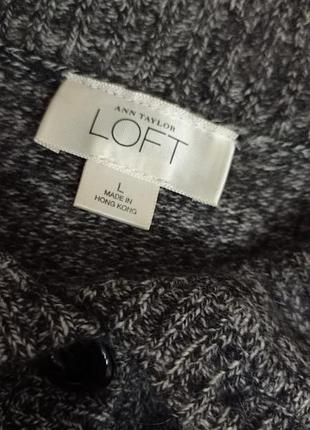 ANN TAYLOR
LOFT
L
MADE IN
HONG KONG